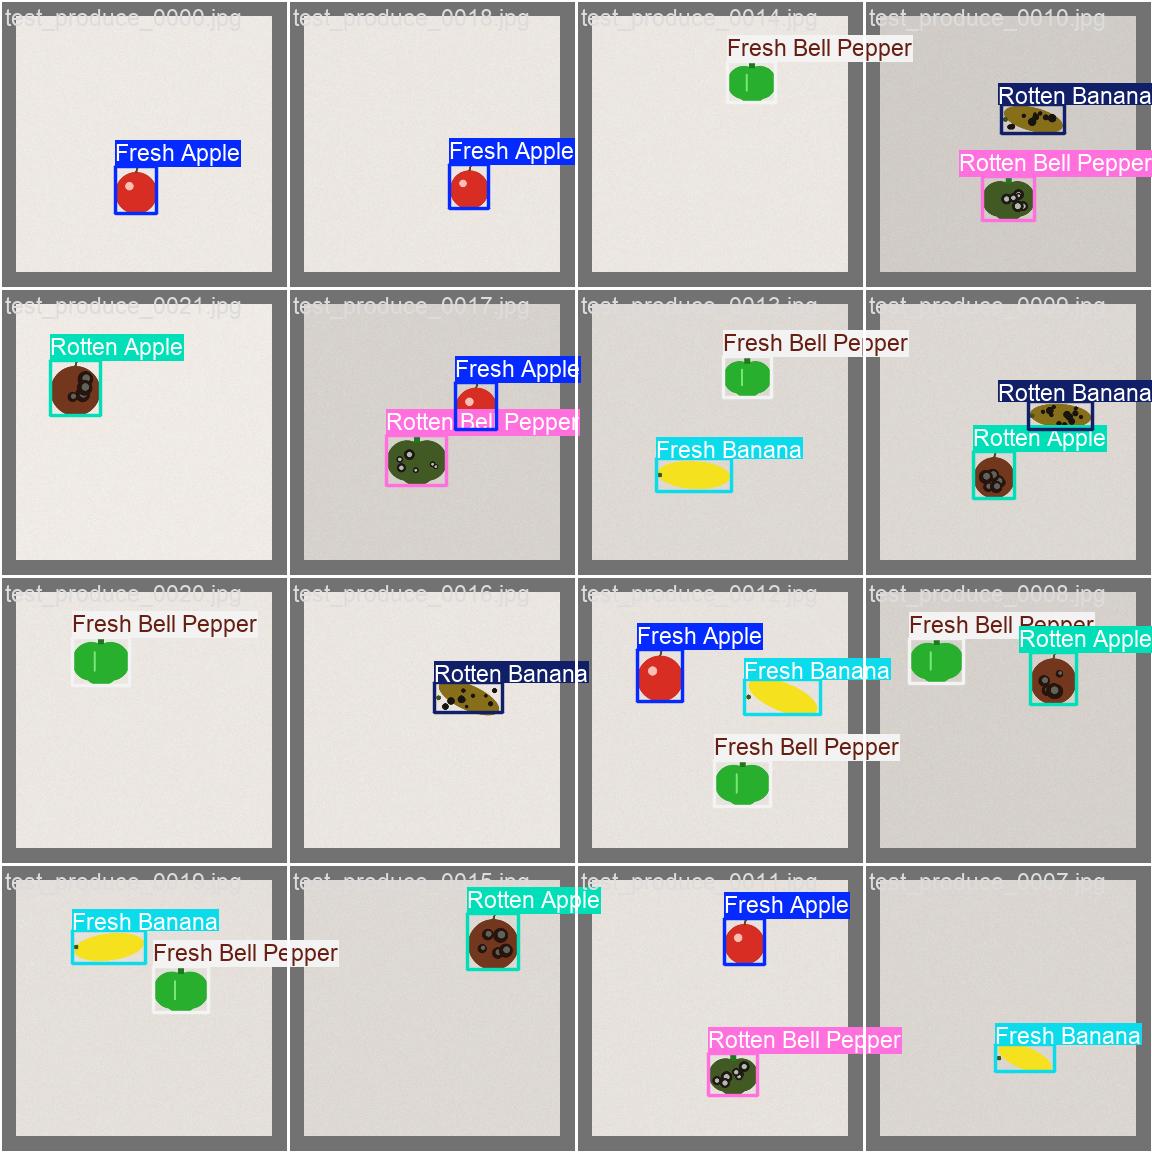 test_produce_0000.jpg
Fresh Apple
test_produce_0018.jpg
Fresh Apple
test_produce_0014.jpg
Fresh Bell Pepper
test_produce_0010.jpg
Rotten Banana
Rotten Bell Pepper
test_produce_0021.jpg
Rotten Apple
test_produce_0017.jpg
Fresh Apple
Rotten Bell Pepper
test_produce_0013.jpg
Fresh Bell Pepper
Fresh Banana
test_produce_0009.jpg
Rotten Banana
Rotten Apple
test_produce_0020.jpg
Fresh Bell Pepper
test_produce_0016.jpg
Rotten Banana
test_produce_0012.jpg
Fresh Apple
Fresh Banana
Fresh Bell Pepper
test_produce_0008.jpg
Fresh Bell Pepper
Rotten Apple
test_produce_0019.jpg
Fresh Banana
Fresh Bell Pepper
test_produce_0015.jpg
Rotten Apple
test_produce_0011.jpg
Fresh Apple
Rotten Bell Pepper
test_produce_0007.jpg
Fresh Banana